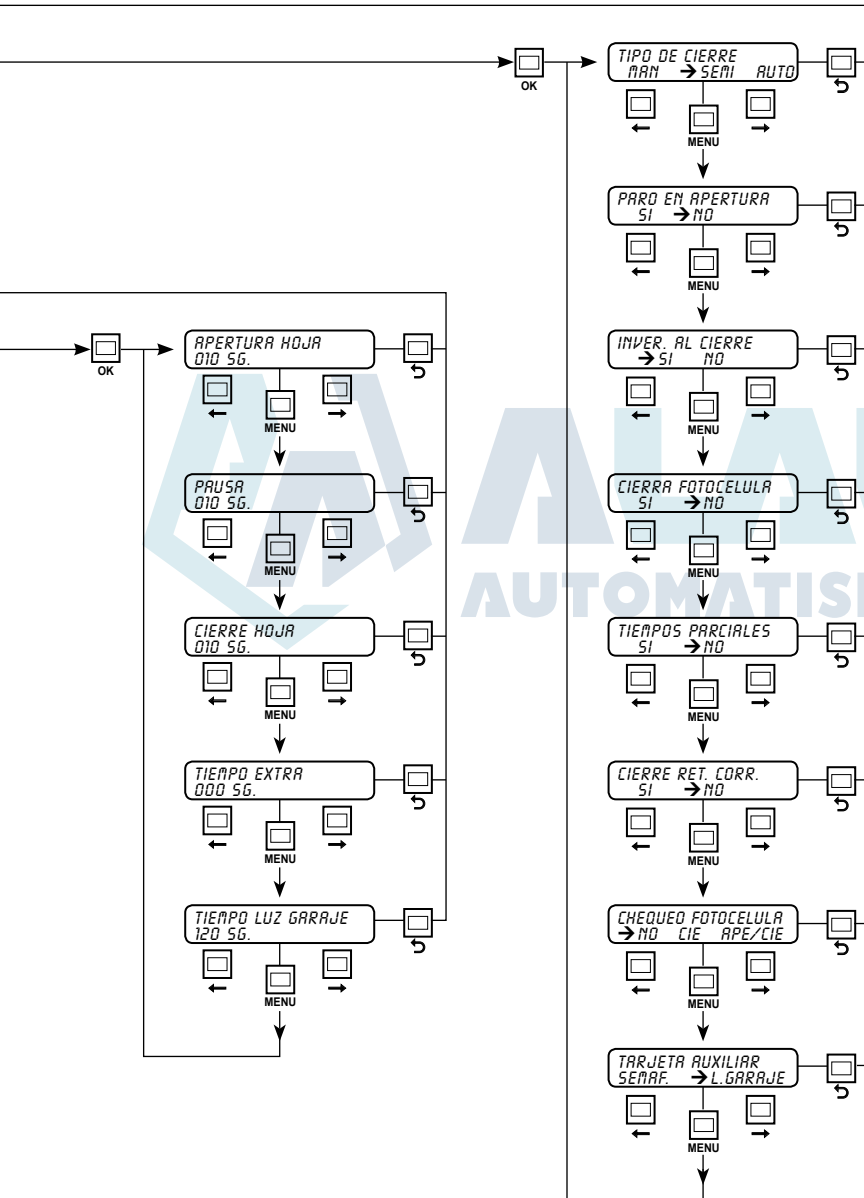 OK
TIPO DE CIERRE
MAN → SEMI AUTO
MENU
PARO EN APERTURA
SI → NO
MENU
OK
APERTURA HOJA
010 SG.
MENU
INVER. AL CIERRE
→ SI NO
MENU
PAUSA
010 SG.
MENU
CIERRA FOTOCELULA
SI → NO
MENU
CIERRE HOJA
010 SG.
MENU
TIEMPOS PARCIALES
SI → NO
MENU
TIEMPO EXTRA
000 SG.
MENU
CIERRE RET. CORR.
SI → NO
MENU
TIEMPO LUZ GARAJE
120 SG.
MENU
CHEQUEO FOTOCELULA
→ NO CIE APE/CIE
MENU
TARJETA AUXILIAR
SEMAF. → L.GARAJE
MENU